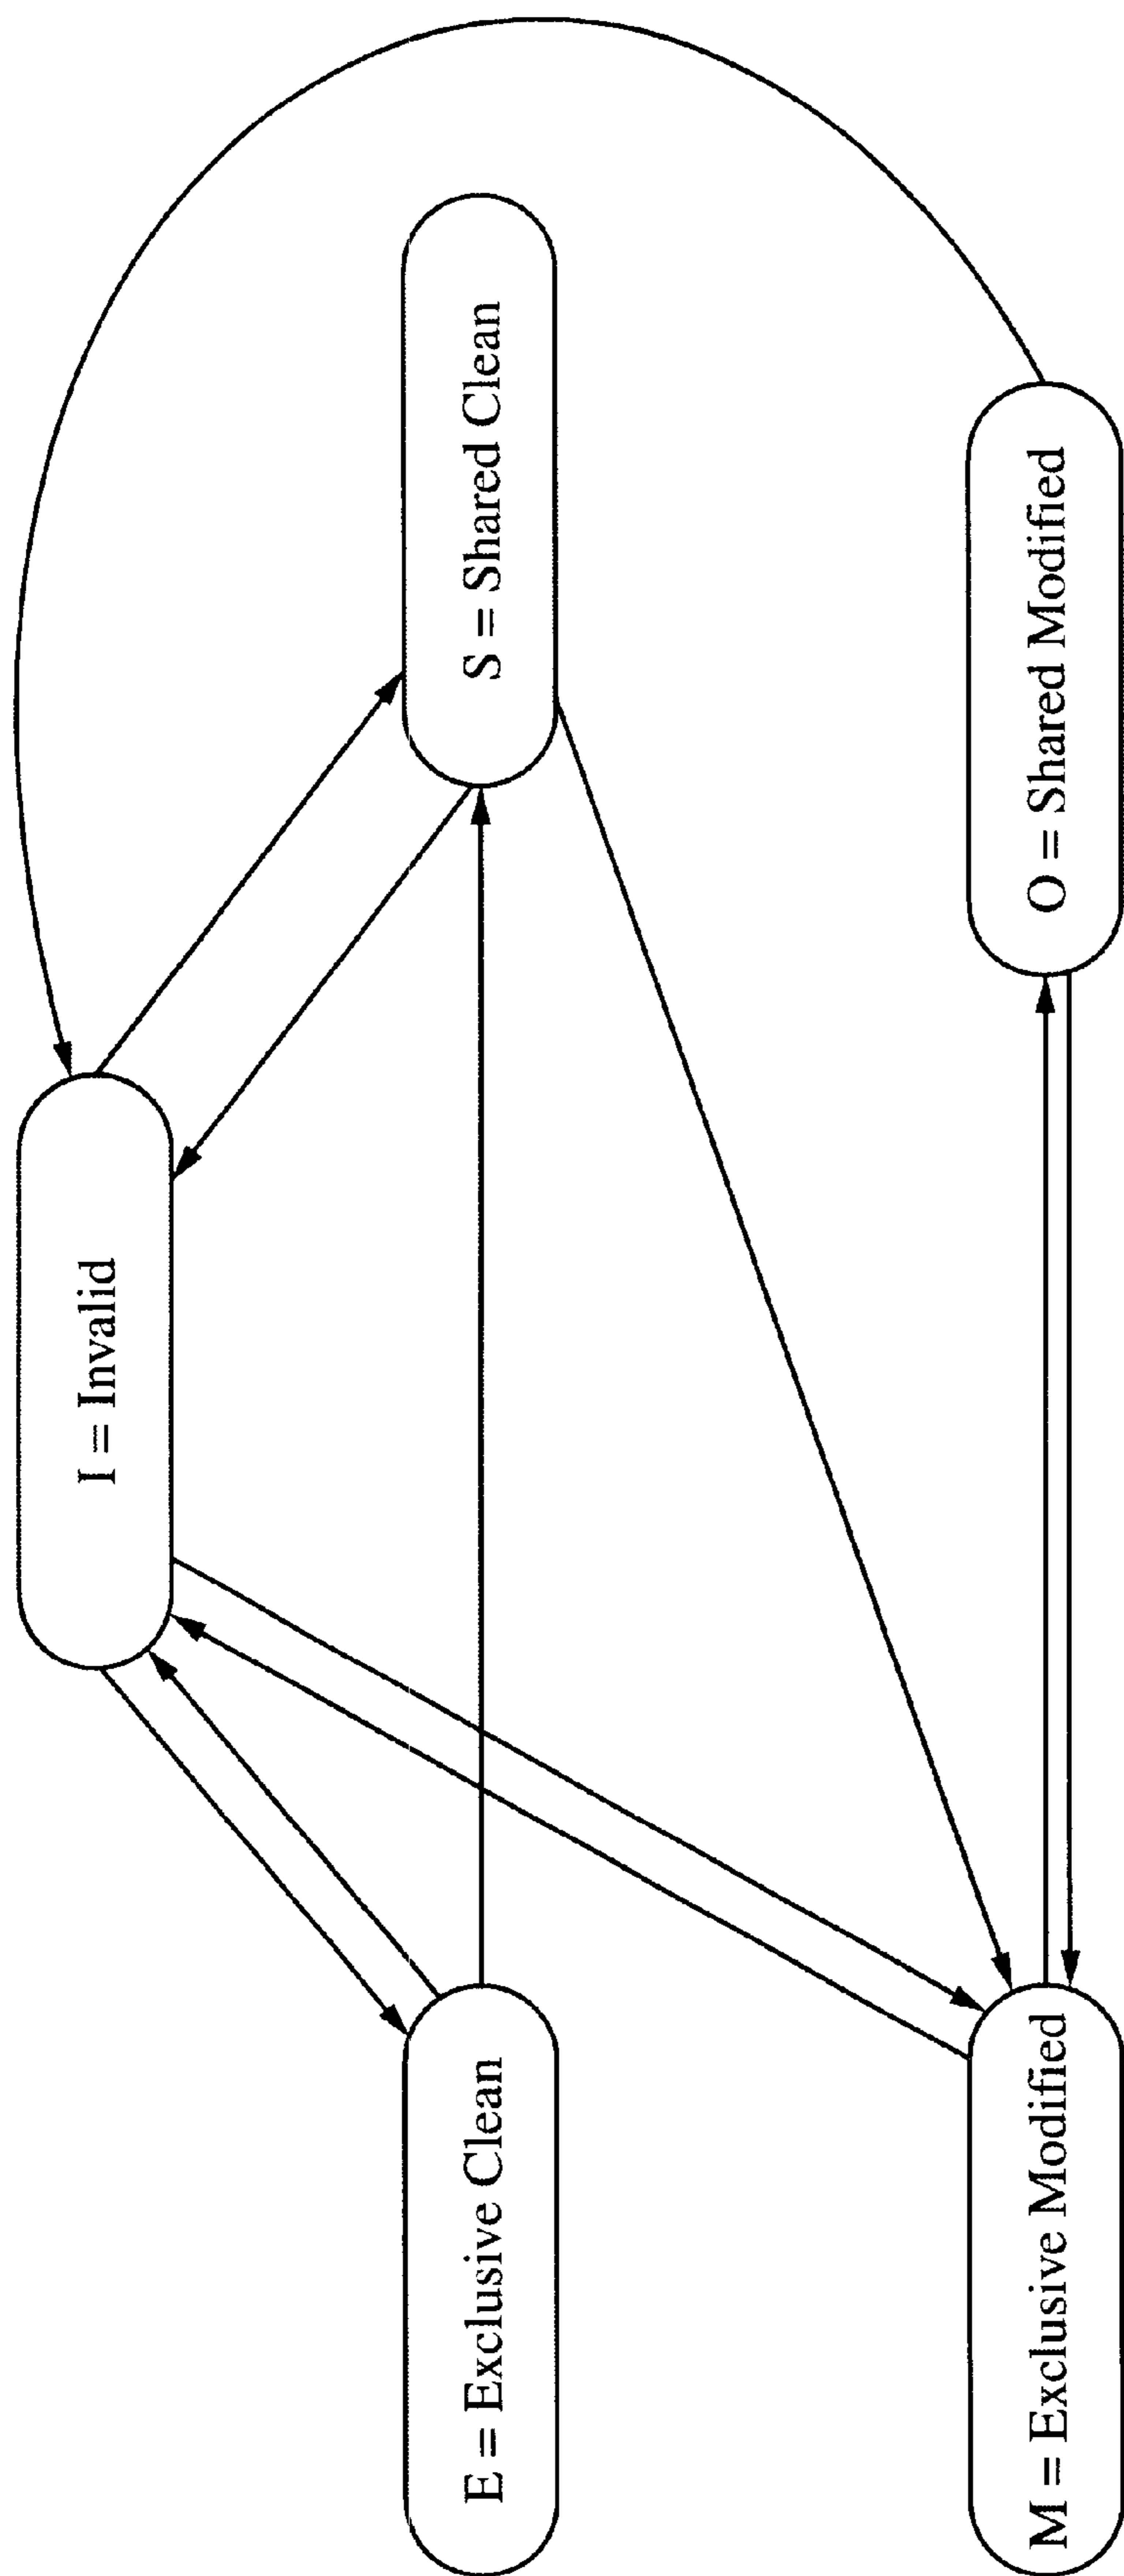 I = Invalid
E = Exclusive Clean
S = Shared Clean
M = Exclusive Modified
O = Shared Modified